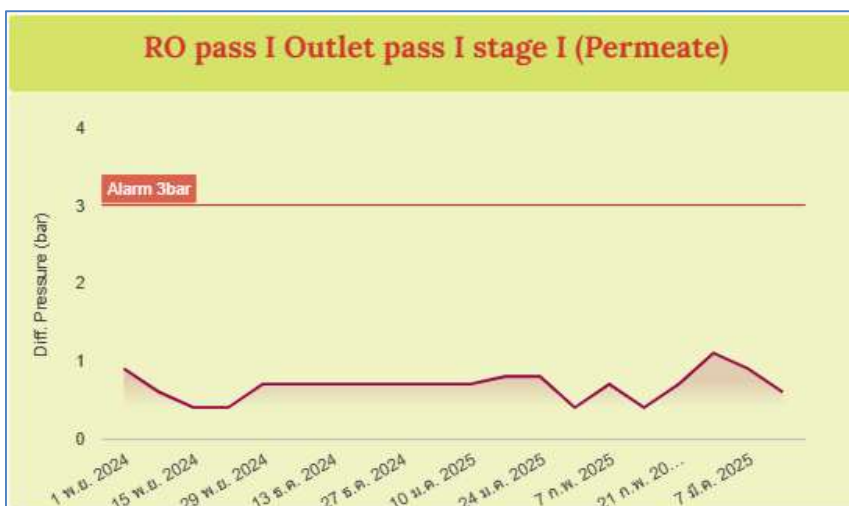 RO pass I Outlet pass I stage I (Permeate)
4
Alarm 3bar
3
2
1
0
Diff. Pressure (bar)
1 พ.ย. 2024
15 พ.ย. 2024
29 พ.ย. 2024
13 ธ.ค. 2024
27 ธ.ค. 2024
10 ม.ค. 2025
24 ม.ค. 2025
7 ก.พ. 2025
21 ก.พ. 20...
7 มี.ค. 2025